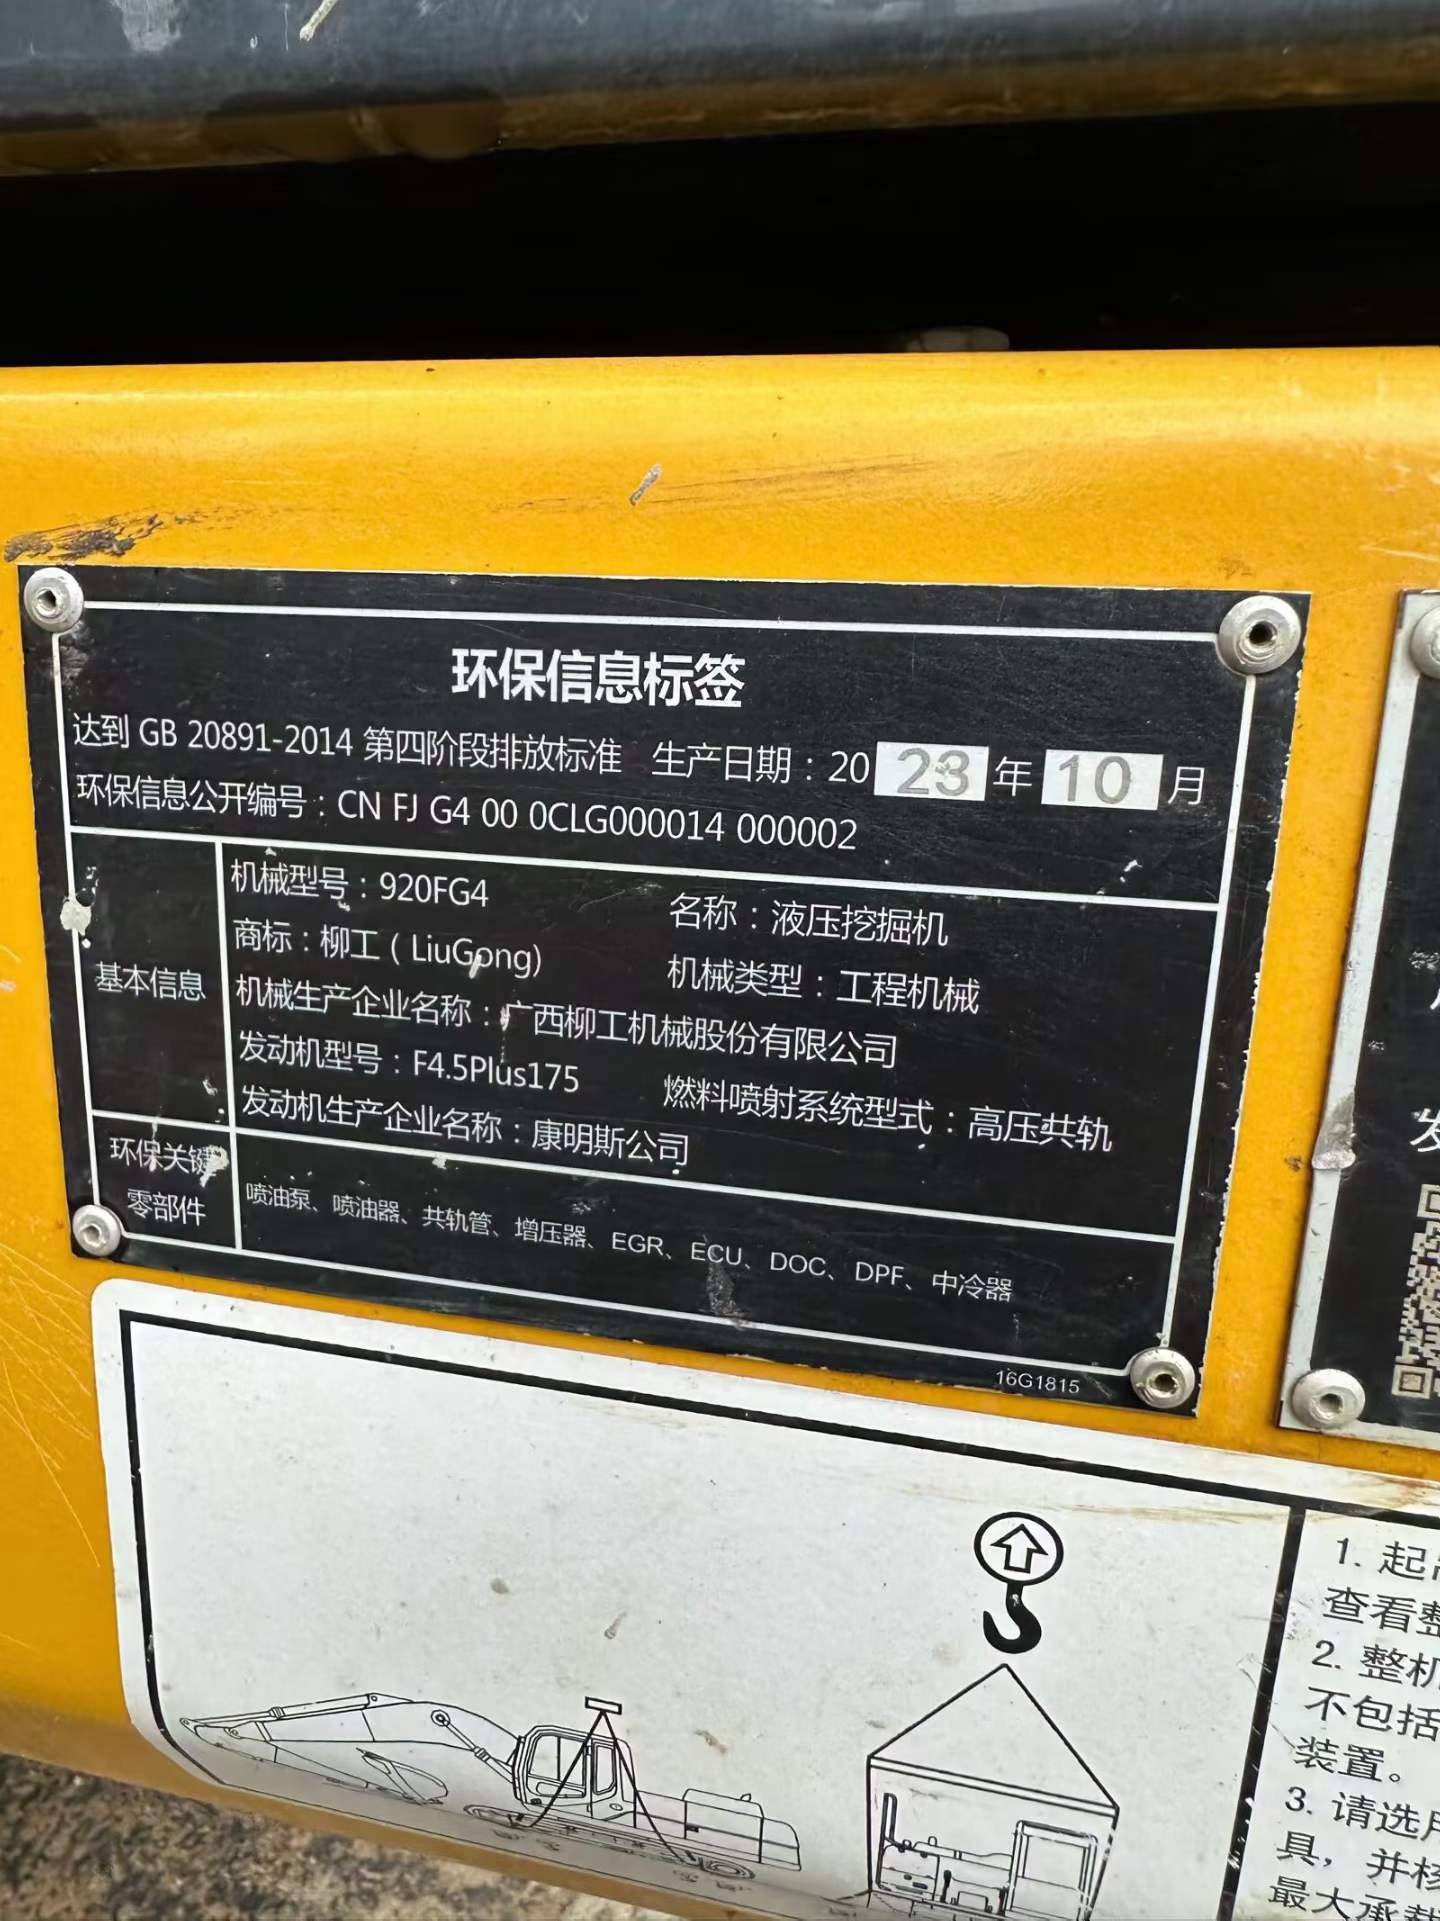 环保信息标签
达到 GB 20891-2014 第四阶段排放标准 生产日期：2023年10月
环保信息公开编号：CN FJ G4 00 0CLG000014 000002
基本信息
机械型号：920FG4 名称：液压挖掘机
商标：柳工（LiuGong） 机械类型：工程机械
机械生产企业名称：广西柳工机械股份有限公司
发动机型号：F4.5Plus175 燃料喷射系统型式：高压共轨
发动机生产企业名称：康明斯公司
环保关键
零部件
喷油泵、喷油器、共轨管、增压器、EGR、ECU、DOC、DPF、中冷器
16G1815
发
1. 起吊
查看整
2. 整机
不包括
装置。
3. 请选用
具，并核
最大承载